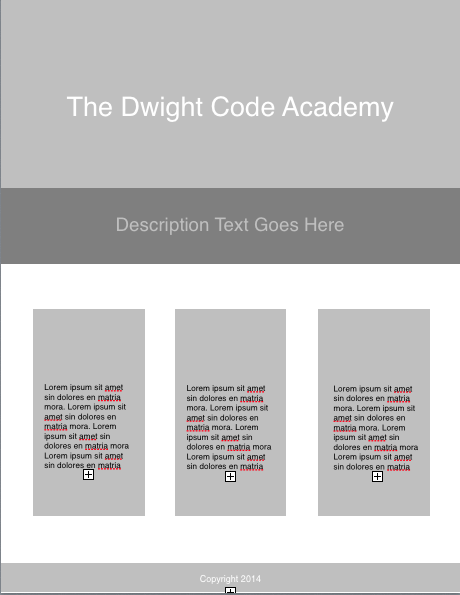 The Dwight Code Academy
Description Text Goes Here
Lorem ipsum sit amet
sin dolores en matria
mora. Lorem ipsum sit
amet sin dolores en
matria mora. Lorem
ipsum sit amet sin
dolores en matria mora
Lorem ipsum sit amet
sin dolores en matria
Lorem ipsum sit amet
sin dolores en matria
mora. Lorem ipsum sit
amet sin dolores en
matria mora. Lorem
ipsum sit amet sin
dolores en matria mora
Lorem ipsum sit amet
sin dolores en matria
Lorem ipsum sit amet
sin dolores en matria
mora. Lorem ipsum sit
amet sin dolores en
matria mora. Lorem
ipsum sit amet sin
dolores en matria mora
Lorem ipsum sit amet
sin dolores en matria
Copyright 2014